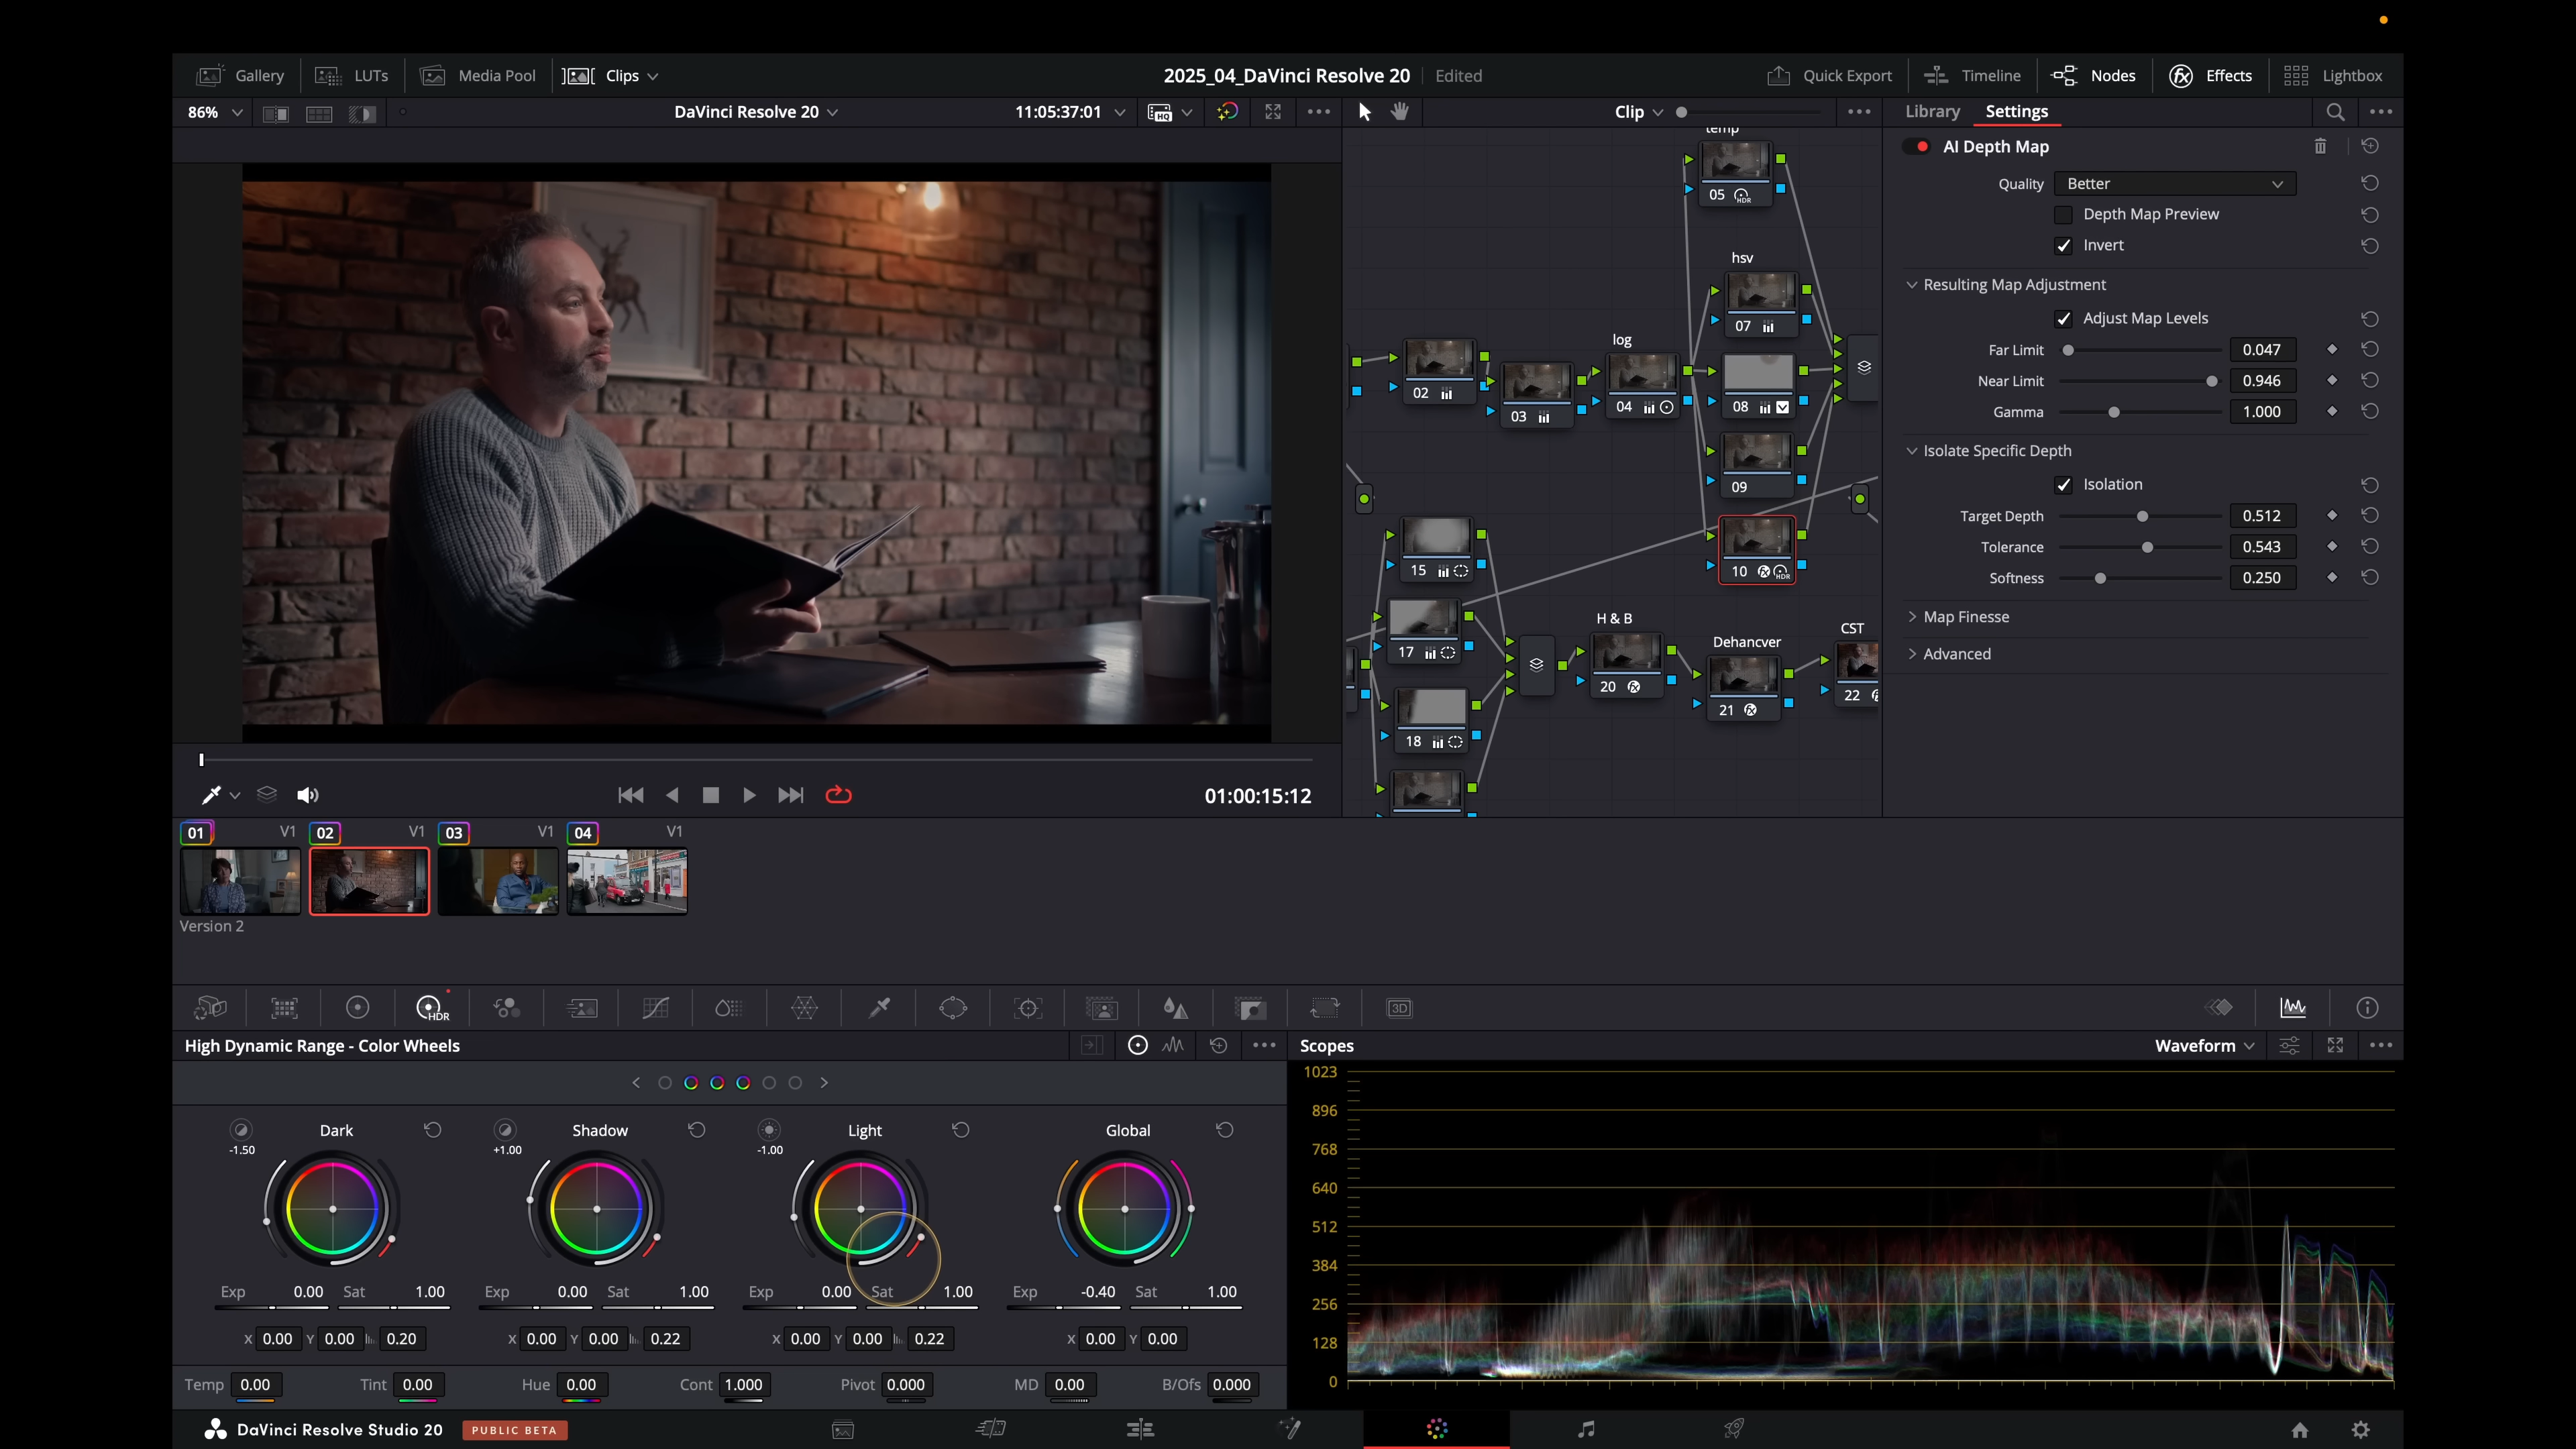 Gallery LUTs Media Pool Clips 2025_04_DaVinci Resolve 20 Edited Quick Export Timeline Nodes Effects Lightbox
86% DaVinci Resolve 20 11:05:37:01 Clip Library Settings
temp
05 HDR
hsv
07
log
02
03
04
08
09
10 HDR
15
17
18
H & B
20
Dehancver
21
CST
22
AI Depth Map
Quality Better
Depth Map Preview
Invert
Resulting Map Adjustment
Adjust Map Levels
Far Limit 0.047
Near Limit 0.946
Gamma 1.000
Isolate Specific Depth
Isolation
Target Depth 0.512
Tolerance 0.543
Softness 0.250
Map Finesse
Advanced
01:00:15:12
01 V1 02 V1 03 V1 04 V1
Version 2
HDR 3D
High Dynamic Range - Color Wheels
Dark Shadow Light Global
-1.50 +1.00 -1.00
Exp 0.00 Sat 1.00 Exp 0.00 Sat 1.00 Exp 0.00 Sat 1.00 Exp -0.40 Sat 1.00
X 0.00 Y 0.00 0.20 X 0.00 Y 0.00 0.22 X 0.00 Y 0.00 0.22 X 0.00 Y 0.00
Temp 0.00 Tint 0.00 Hue 0.00 Cont 1.000 Pivot 0.000 MD 0.00 B/Ofs 0.000
Scopes Waveform
1023
896
768
640
512
384
256
128
0
DaVinci Resolve Studio 20 PUBLIC BETA